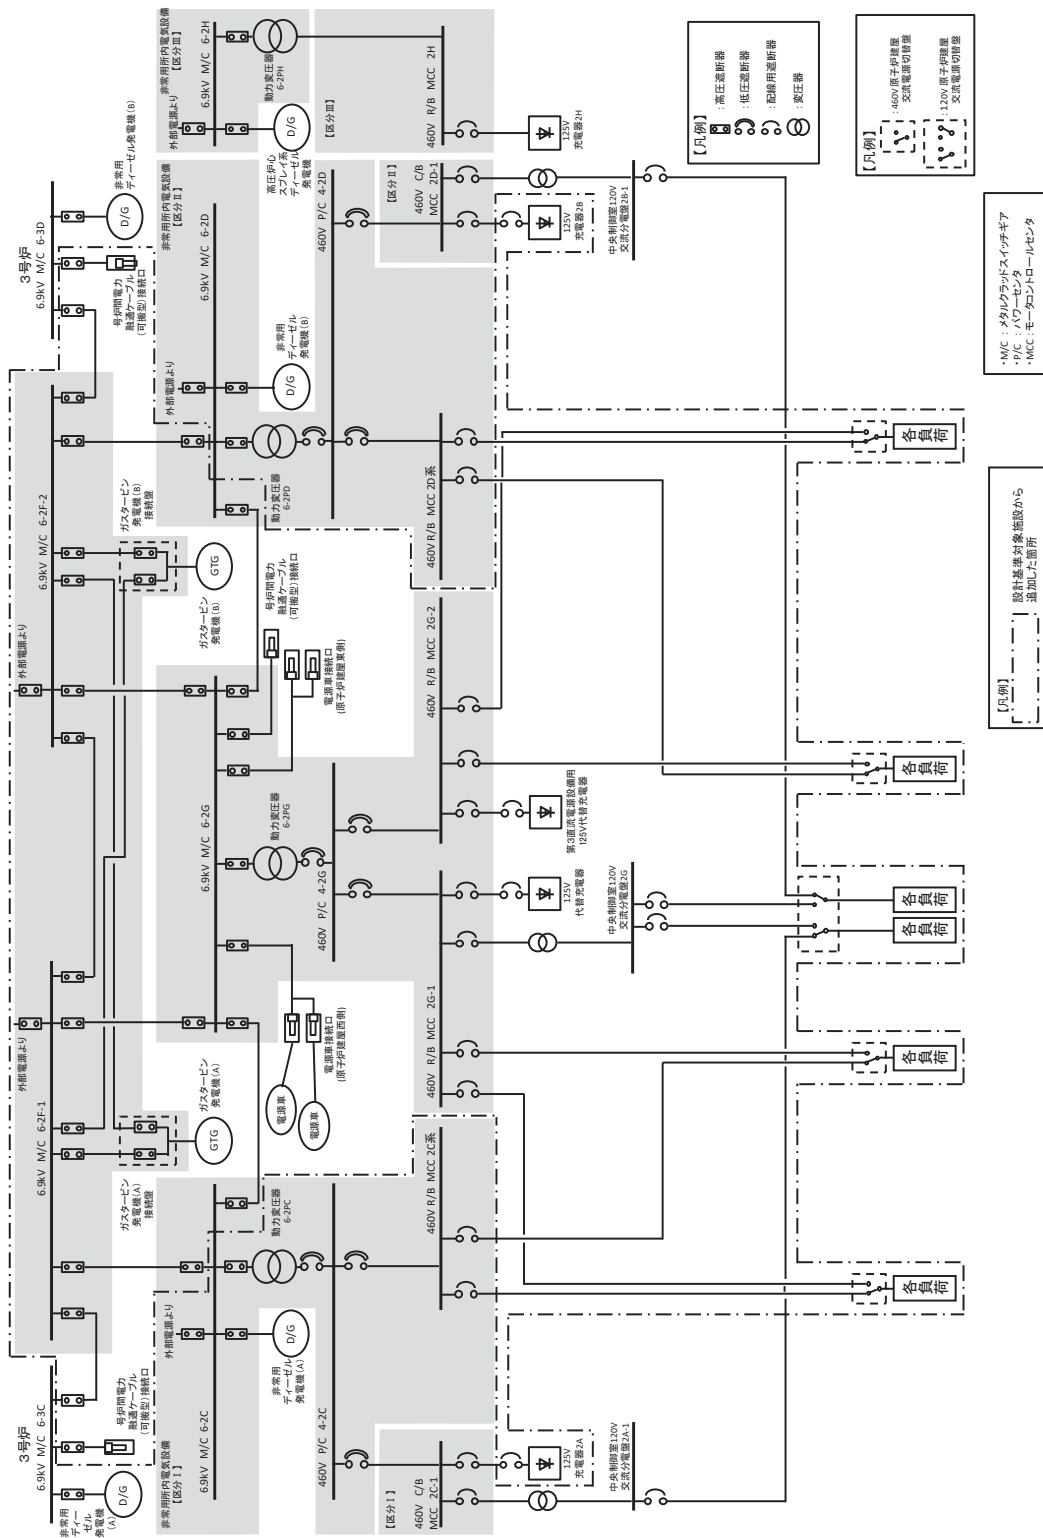 3号炉
6.9kV M/C 6-3C
号炉間電力
融通ケーブル
(可搬型)接続口
D/G
非常用
ディー
ゼル
発電機
(A)
外部電源より
6.9kV M/C 6-2F-1
ガスタービン
発電機(A)
接続盤
GTG
ガスタービン
発電機(A)
外部電源より
6.9kV M/C 6-2F-2
ガスタービン
発電機(B)
接続盤
GTG
ガスタービン
発電機(B)
3号炉
6.9kV M/C 6-3D
号炉間電力
融通ケーブル
(可搬型)接続口
D/G
非常用
ディーゼル発電機(B)
非常用所内電気設備
【区分Ⅰ】
6.9kV M/C 6-2C
外部電源より
D/G
非常用
ディーゼル
発電機(A)
動力変圧器
6-2PC
460V P/C 4-2C
6.9kV M/C 6-2G
電源車
電源車
電源車接続口
(原子炉建屋西側)
動力変圧器
6-2PG
460V P/C 4-2G
号炉間電力
融通ケーブル
(可搬型)接続口
電源車接続口
(原子炉建屋東側)
非常用所内電気設備
【区分Ⅱ】
6.9kV M/C 6-2D
外部電源より
D/G
非常用
ディーゼル
発電機(B)
動力変圧器
6-2PD
460V P/C 4-2D
非常用所内電気設備
【区分Ⅲ】
6.9kV M/C 6-2H
外部電源より
D/G
高圧炉心
スプレイ系
ディーゼル
発電機
動力変圧器
6-2PH
【区分Ⅲ】
【区分Ⅰ】
460V C/B
MCC 2C-1
460V R/B MCC 2C系
460V R/B MCC 2G-1
460V R/B MCC 2G-2
460V R/B MCC 2D系
【区分Ⅱ】
460V C/B
MCC 2D-1
460V R/B MCC 2H
125V
充電器2A
125V
代替充電器
第3直流電源設備用
125V代替充電器
125V
充電器2B
125V
充電器2H
中央制御室120V
交流分電盤2A-1
中央制御室120V
交流分電盤2G
中央制御室120V
交流分電盤2B-1
各負荷
各負荷
各負荷
各負荷
各負荷
各負荷
【凡例】
:高圧遮断器
:低圧遮断器
:配線用遮断器
:変圧器
【凡例】
:460V原子炉建屋
交流電源切替盤
:120V原子炉建屋
交流電源切替盤
・M/C : メタルクラッドスイッチギア
・P/C : パワーセンタ
・MCC : モータコントロールセンタ
【凡例】
設計基準対象施設から
追加した箇所